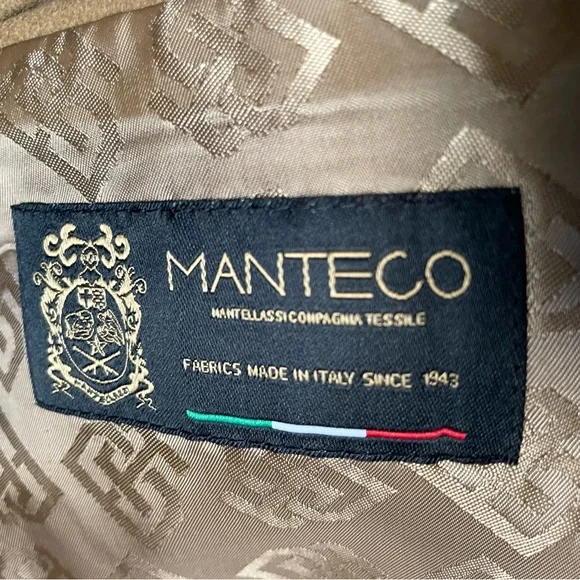 MANTECO
MANTELLASSI COMPAGNIA TESSILE
FABRICS MADE IN ITALY SINCE 1943